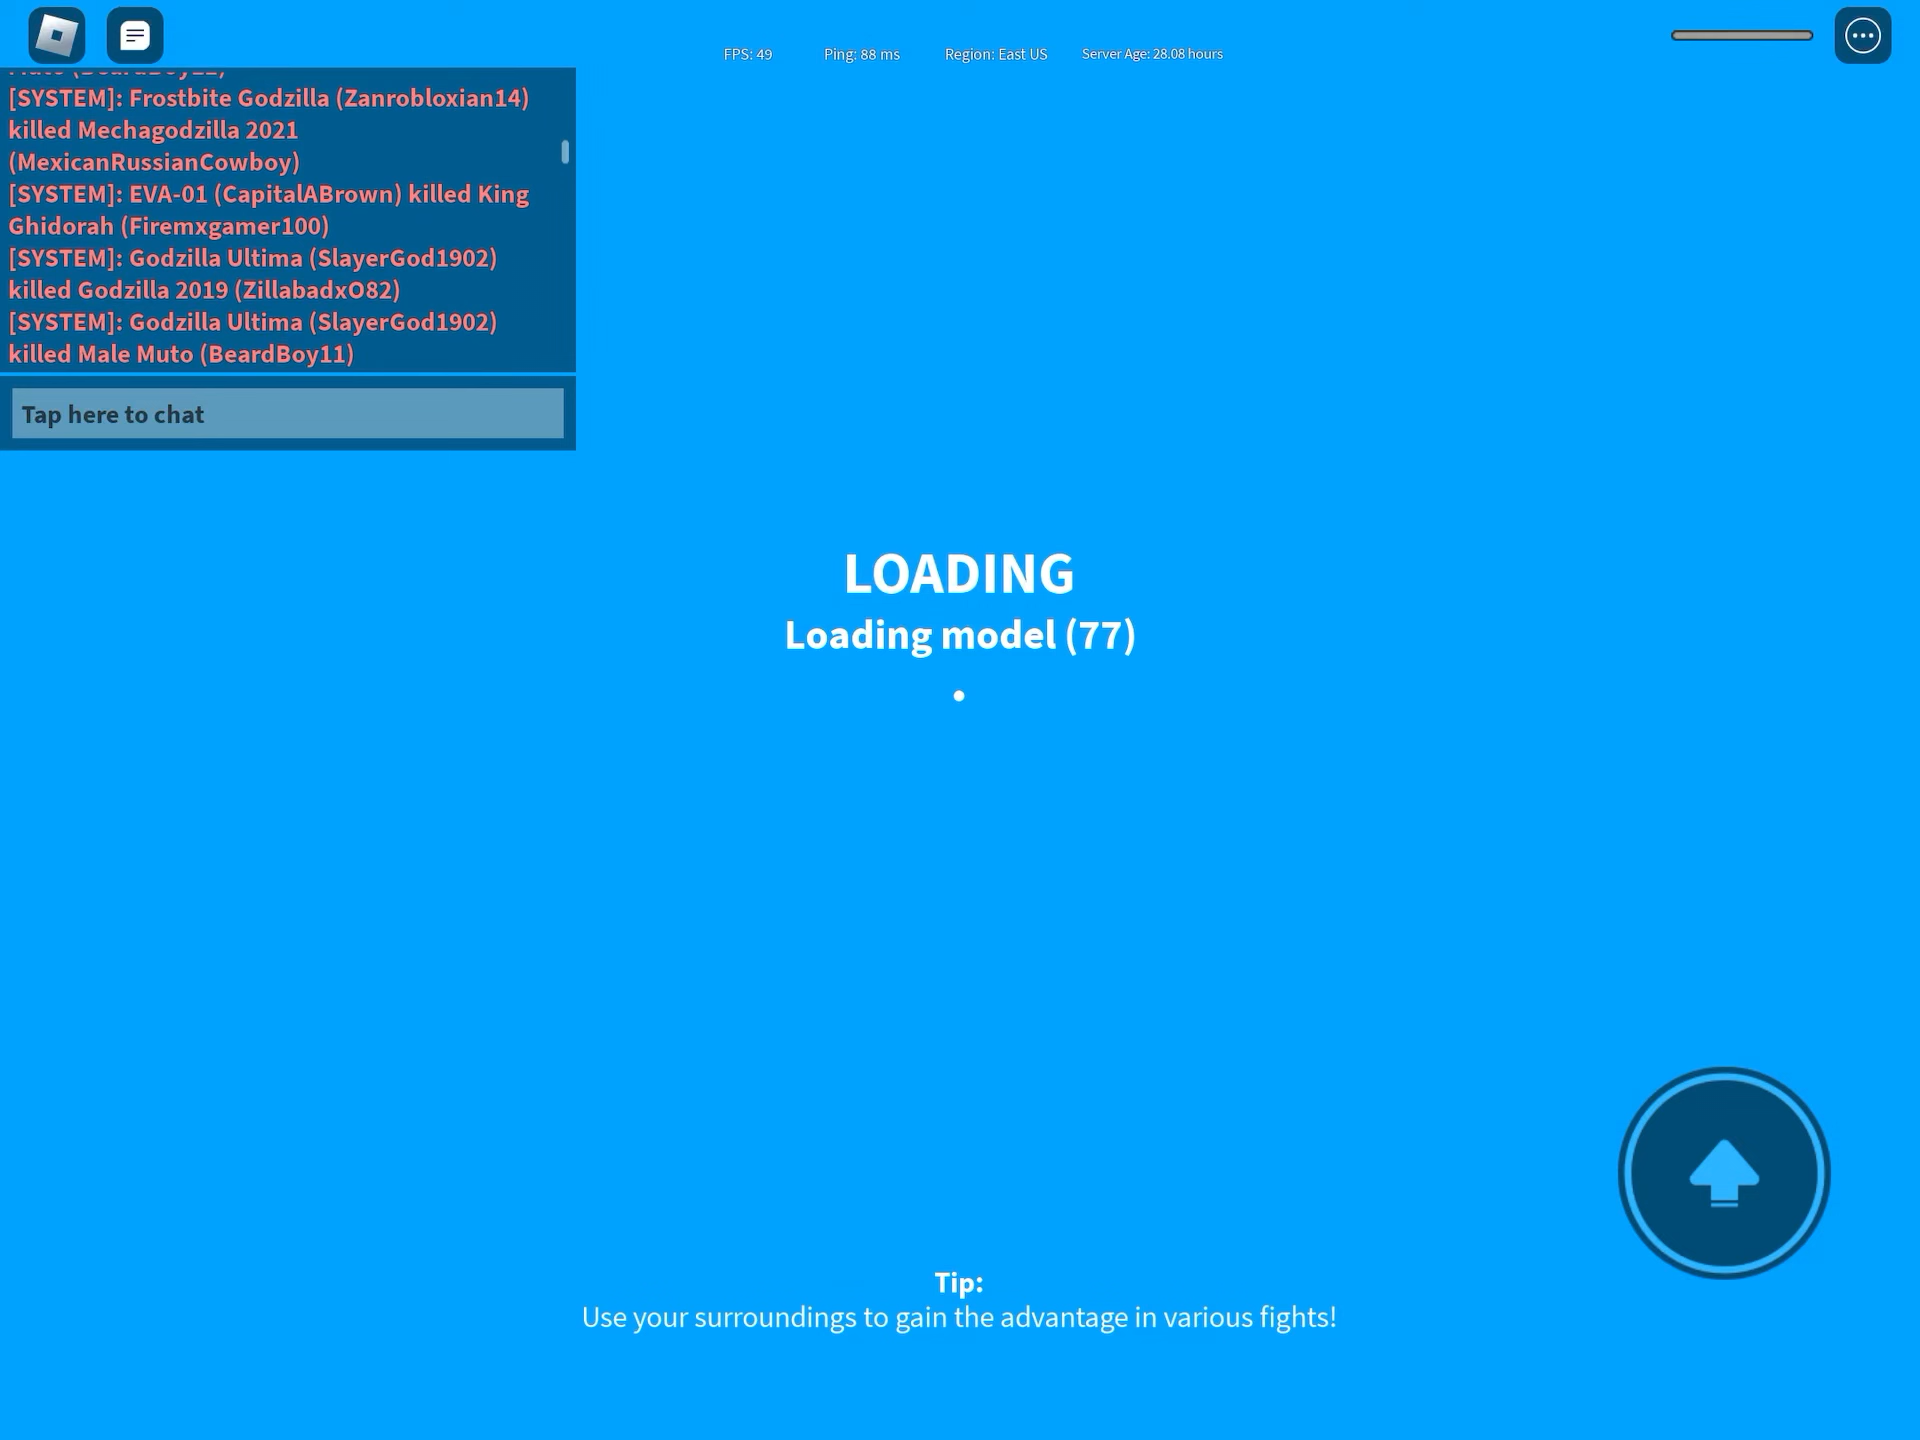 FPS: 49 Ping: 88 ms Region: East US Server Age: 28.08 hours
[SYSTEM]: Frostbite Godzilla (Zanrobloxian14)
killed Mechagodzilla 2021
(MexicanRussianCowboy)
[SYSTEM]: EVA-01 (CapitalABrown) killed King
Ghidorah (Firemxgamer100)
[SYSTEM]: Godzilla Ultima (SlayerGod1902)
killed Godzilla 2019 (ZillabadxO82)
[SYSTEM]: Godzilla Ultima (SlayerGod1902)
killed Male Muto (BeardBoy11)
Tap here to chat
LOADING
Loading model (77)
Tip:
Use your surroundings to gain the advantage in various fights!